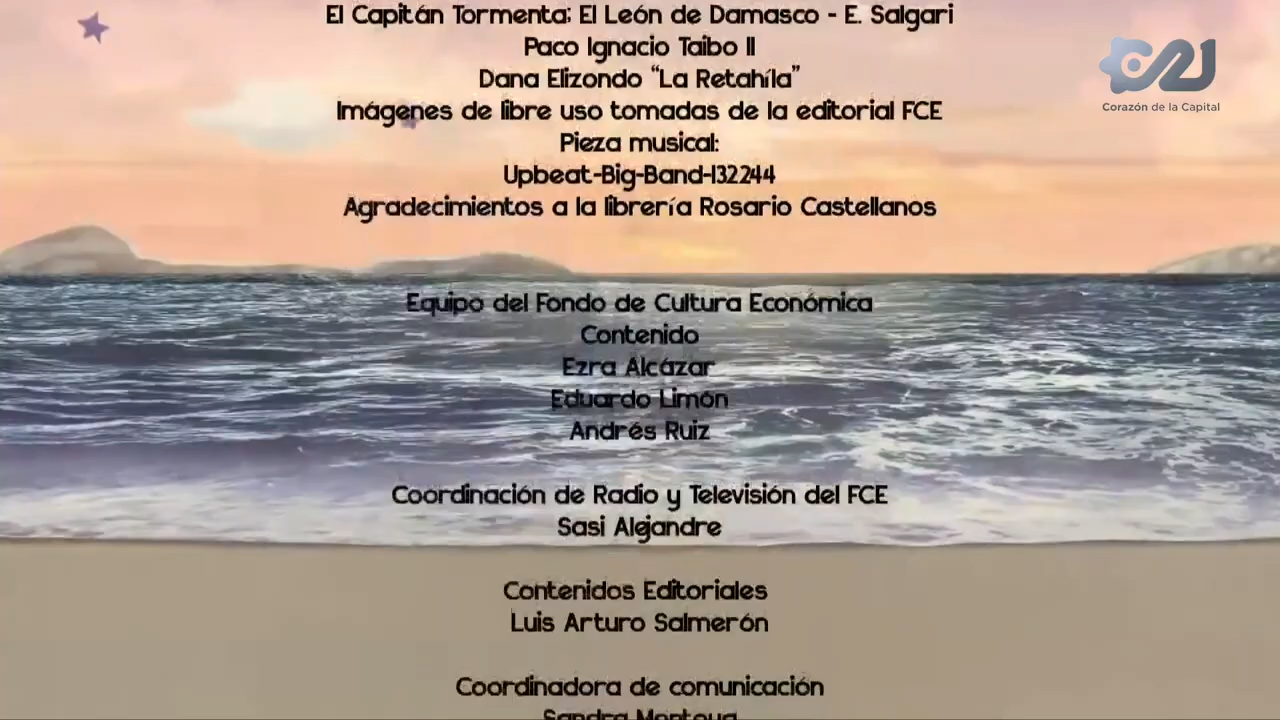 El Capitán Tormenta; El León de Damasco - E. Salgari
Paco Ignacio Taibo II
Dana Elizondo “La Retahíla”
Imágenes de libre uso tomadas de la editorial FCE
Pieza musical:
Upbeat-Big-Band-132244
Agradecimientos a la librería Rosario Castellanos
C21
Corazón de la Capital
Equipo del Fondo de Cultura Económica
Contenido
Ezra Alcázar
Eduardo Limón
Andrés Ruiz
Coordinación de Radio y Televisión del FCE
Sasi Alejandre
Contenidos Editoriales
Luis Arturo Salmerón
Coordinadora de comunicación
Sandra Montoya